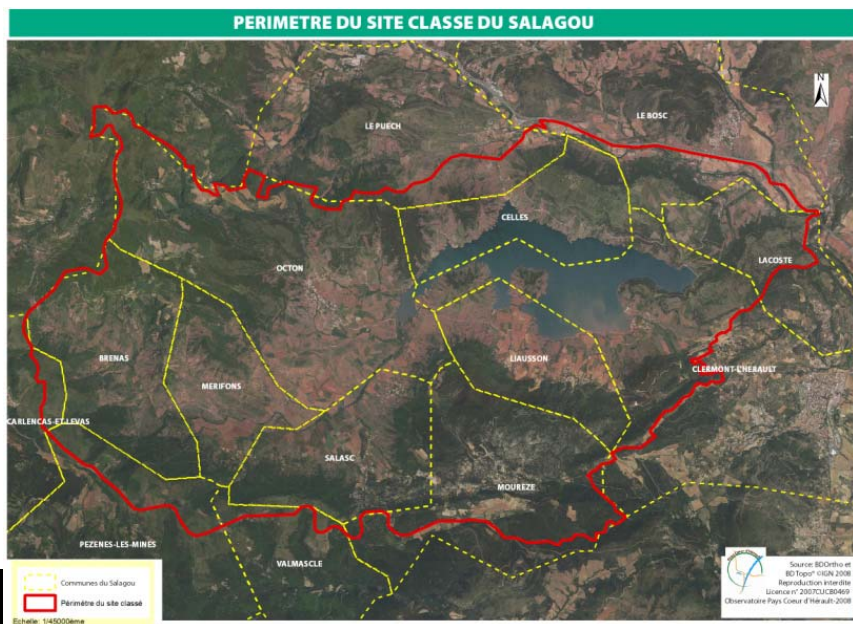 PERIMETRE DU SITE CLASSE DU SALAGOU
N
LE BOSC
LE PUECH
CELLES
LACOSTE
OCTON
BRENAS
MERIFONS
LIAUSSON
CLERMONT-L'HERAULT
CARLENCAS-ET-LEVAS
SALASC
MOUREZE
PEZENES-LES-MINES
VALMASCLE
Communes du Salagou
Périmètre du site classé
Echelle: 1/45000ème
Source: BDOrtho et
BDTopo® ©IGN 2008
Reproduction interdite
Licence n° 2007CUCB0469
Observatoire Pays Coeur d'Hérault-2008